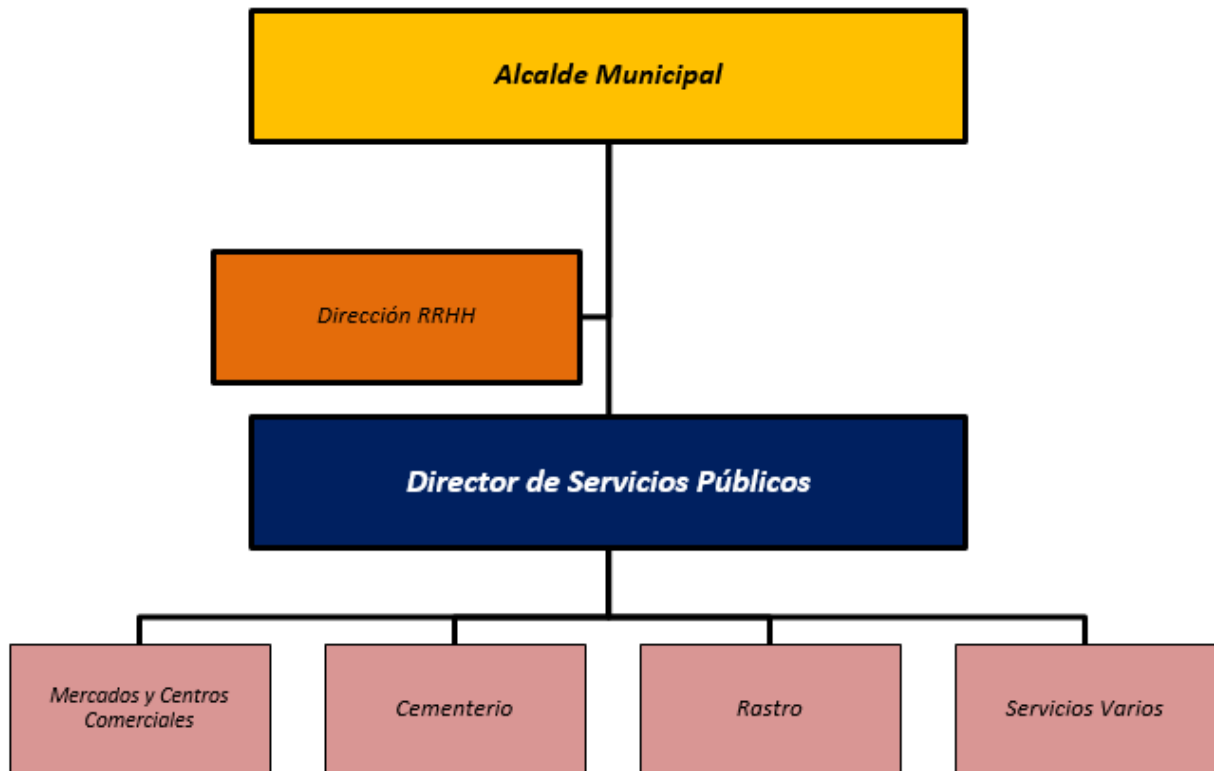 Alcalde Municipal
Dirección RRHH
Director de Servicios Públicos
Mercados y Centros
Comerciales
Cementerio
Rastro
Servicios Varios